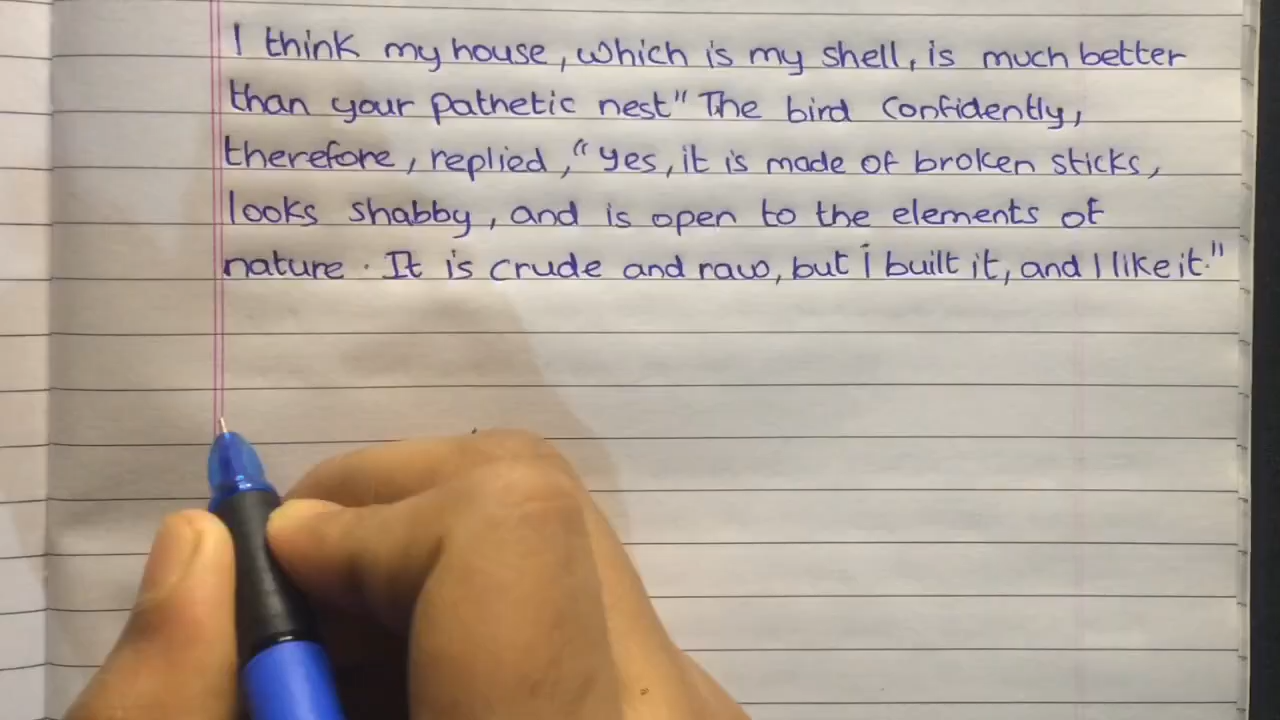 I think my house, which is my shell, is much better
than your pathetic nest" The bird confidently,
therefore, replied, "Yes, it is made of broken sticks,
looks shabby, and is open to the elements of
nature. It is crude and raw, but I built it, and I like it."